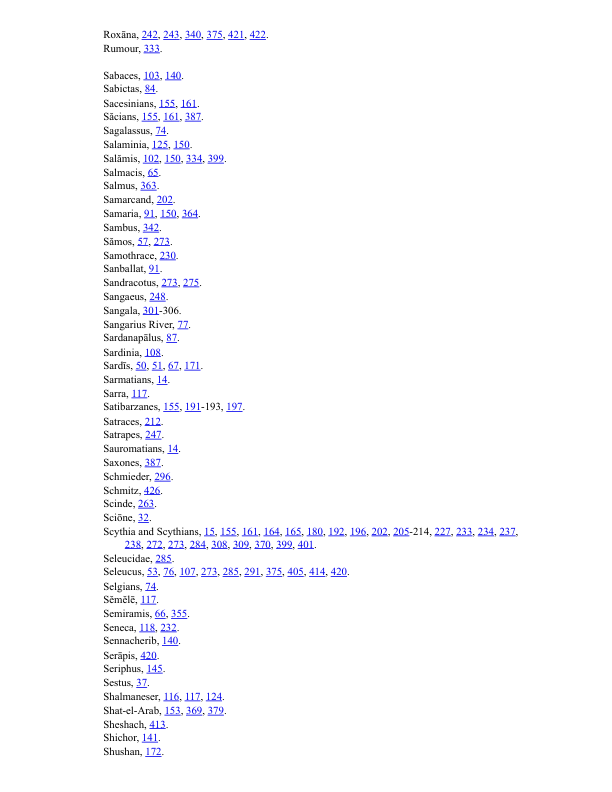 Roxāna, 242, 243, 340, 375, 421, 422.
Rumour, 333.
Sabaces, 103, 140.
Sabictas, 84.
Sacesinians, 155, 161.
Sācians, 155, 161, 387.
Sagalassus, 74.
Salaminia, 125, 150.
Salāmis, 102, 150, 334, 399.
Salmacis, 65.
Salmus, 363.
Samarcand, 202.
Samaria, 91, 150, 364.
Sambus, 342.
Sāmos, 57, 273.
Samothrace, 230.
Sanballat, 91.
Sandracotus, 273, 275.
Sangaeus, 248.
Sangala, 301-306.
Sangarius River, 77.
Sardanapālus, 87.
Sardinia, 108.
Sardīs, 50, 51, 67, 171.
Sarmatians, 14.
Sarra, 117.
Satibarzanes, 155, 191-193, 197.
Satraces, 212.
Satrapes, 247.
Sauromatians, 14.
Saxones, 387.
Schmieder, 296.
Schmitz, 426.
Scinde, 263.
Sciōne, 32.
Scythia and Scythians, 15, 155, 161, 164, 165, 180, 192, 196, 202, 205-214, 227, 233, 234, 237,
238, 272, 273, 284, 308, 309, 370, 399, 401.
Seleucidae, 285.
Seleucus, 53, 76, 107, 273, 285, 291, 375, 405, 414, 420.
Selgians, 74.
Sēmēlē, 117.
Semiramis, 66, 355.
Seneca, 118, 232.
Sennacherib, 140.
Serāpis, 420.
Seriphus, 145.
Sestus, 37.
Shalmaneser, 116, 117, 124.
Shat-el-Arab, 153, 369, 379.
Sheshach, 413.
Shichor, 141.
Shushan, 172.